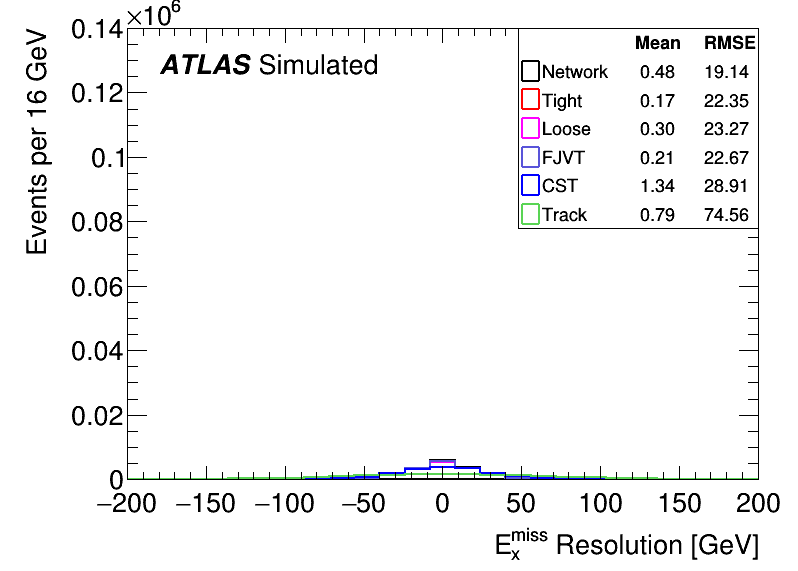 ×10⁶
0.14
0.12
0.1
0.08
0.06
0.04
0.02
0
Events per 16 GeV
ATLAS Simulated
Mean RMSE
Network 0.48 19.14
Tight 0.17 22.35
Loose 0.30 23.27
FJVT 0.21 22.67
CST 1.34 28.91
Track 0.79 74.56
−200 −150 −100 −50 0 50 100 150 200
E_x^miss Resolution [GeV]